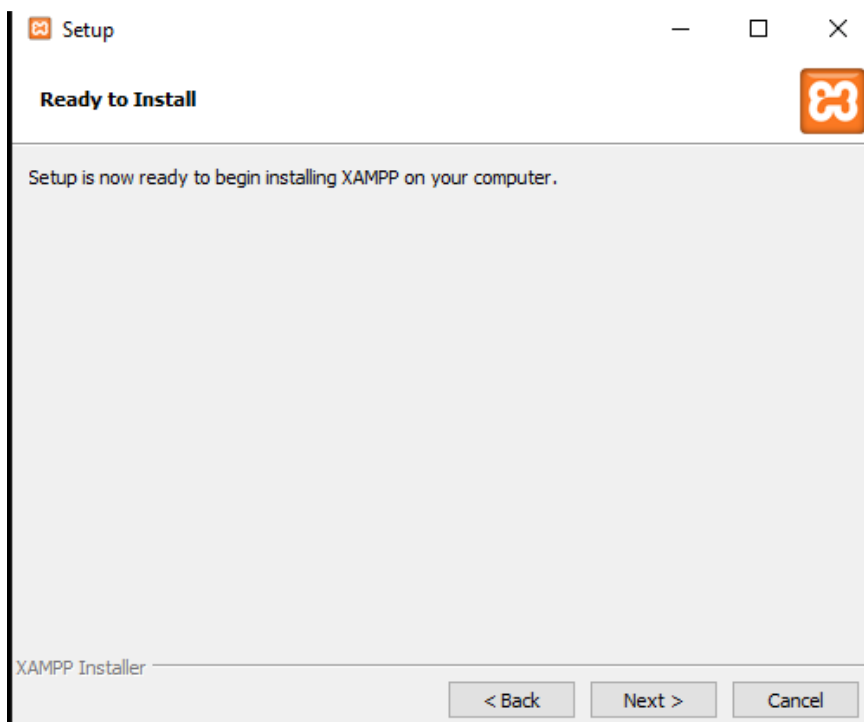 Setup
Ready to Install
Setup is now ready to begin installing XAMPP on your computer.
XAMPP Installer
< Back Next > Cancel